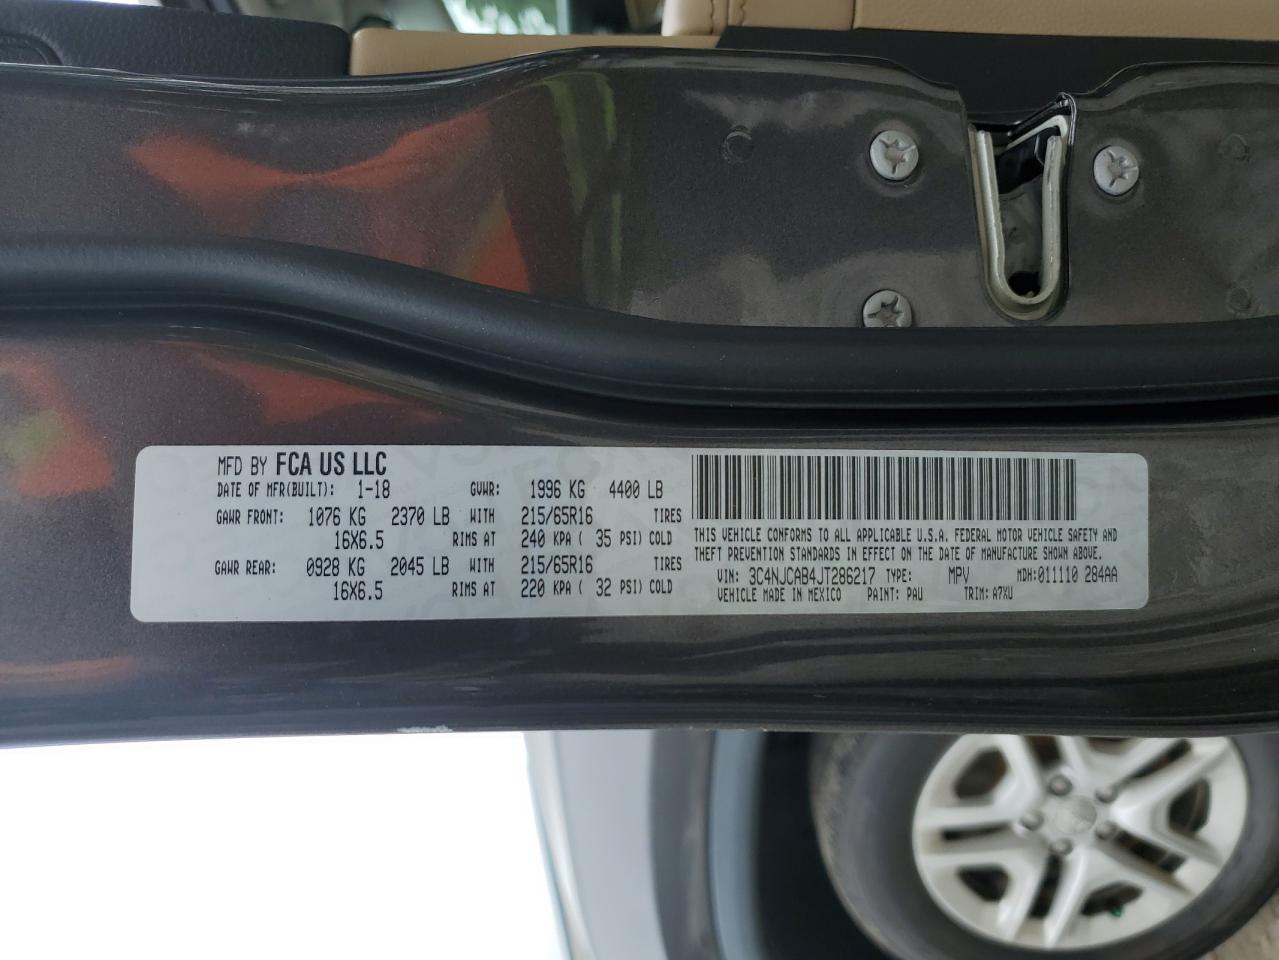 MFD BY FCA US LLC
DATE OF MFR(BUILT): 1-18 GVWR: 1996 KG 4400 LB
GAWR FRONT: 1076 KG 2370 LB WITH 215/65R16 TIRES
16X6.5 RIMS AT 240 KPA ( 35 PSI) COLD
GAWR REAR: 0928 KG 2045 LB WITH 215/65R16 TIRES
16X6.5 RIMS AT 220 KPA ( 32 PSI) COLD
THIS VEHICLE CONFORMS TO ALL APPLICABLE U.S.A. FEDERAL MOTOR VEHICLE SAFETY AND
THEFT PREVENTION STANDARDS IN EFFECT ON THE DATE OF MANUFACTURE SHOWN ABOVE.
VIN: 3C4NJCAB4JT286217 TYPE: MPV MDH:011110 284AA
VEHICLE MADE IN MEXICO PAINT: PAU TRIM: A7XU